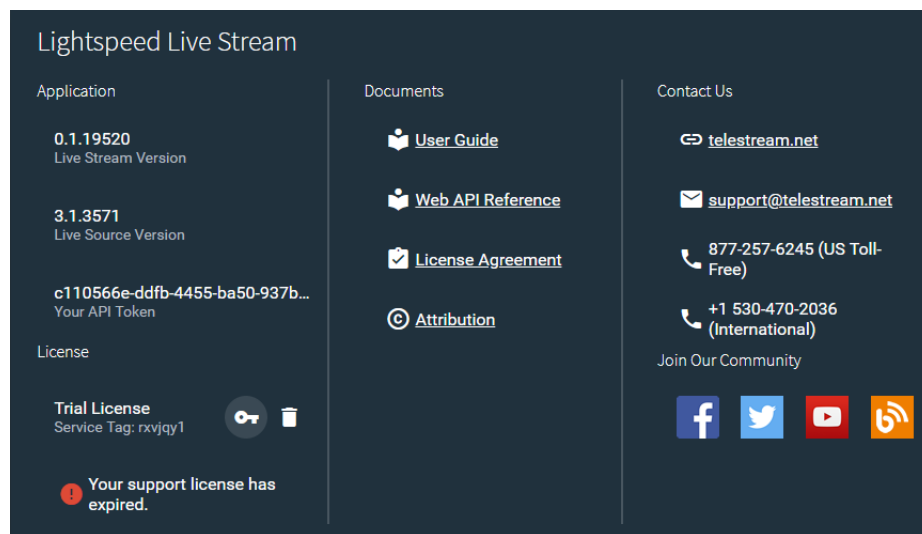 Lightspeed Live Stream
Application
0.1.19520
Live Stream Version
3.1.3571
Live Source Version
c110566e-ddfb-4455-ba50-937b...
Your API Token
License
Trial License
Service Tag: rxvjqy1
Your support license has
expired.
Documents
User Guide
Web API Reference
License Agreement
Attribution
Contact Us
telestream.net
support@telestream.net
877-257-6245 (US Toll-
Free)
+1 530-470-2036
(International)
Join Our Community